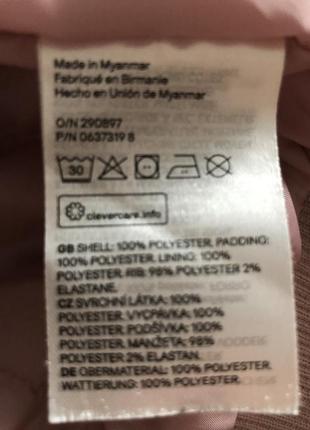 Made in Myanmar
Fabriqué en Birmanie
Hecho en Unión de Myanmar
O/N 290897
P/N 0637319 8
30
clevercare.info
GB SHELL: 100% POLYESTER. PADDING:
100% POLYESTER. LINING: 100%
POLYESTER. RIB: 98% POLYESTER 2%
ELASTANE.
CZ SVRCHNÍ LÁTKA: 100%
POLYESTER. VYCPÁVKA: 100%
POLYESTER. PODŠÍVKA: 100%
POLYESTER. MANŽETA: 98%
POLYESTER 2% ELASTAN.
DE OBERMATERIAL: 100% POLYESTER.
WATTIERUNG: 100% POLYESTER.